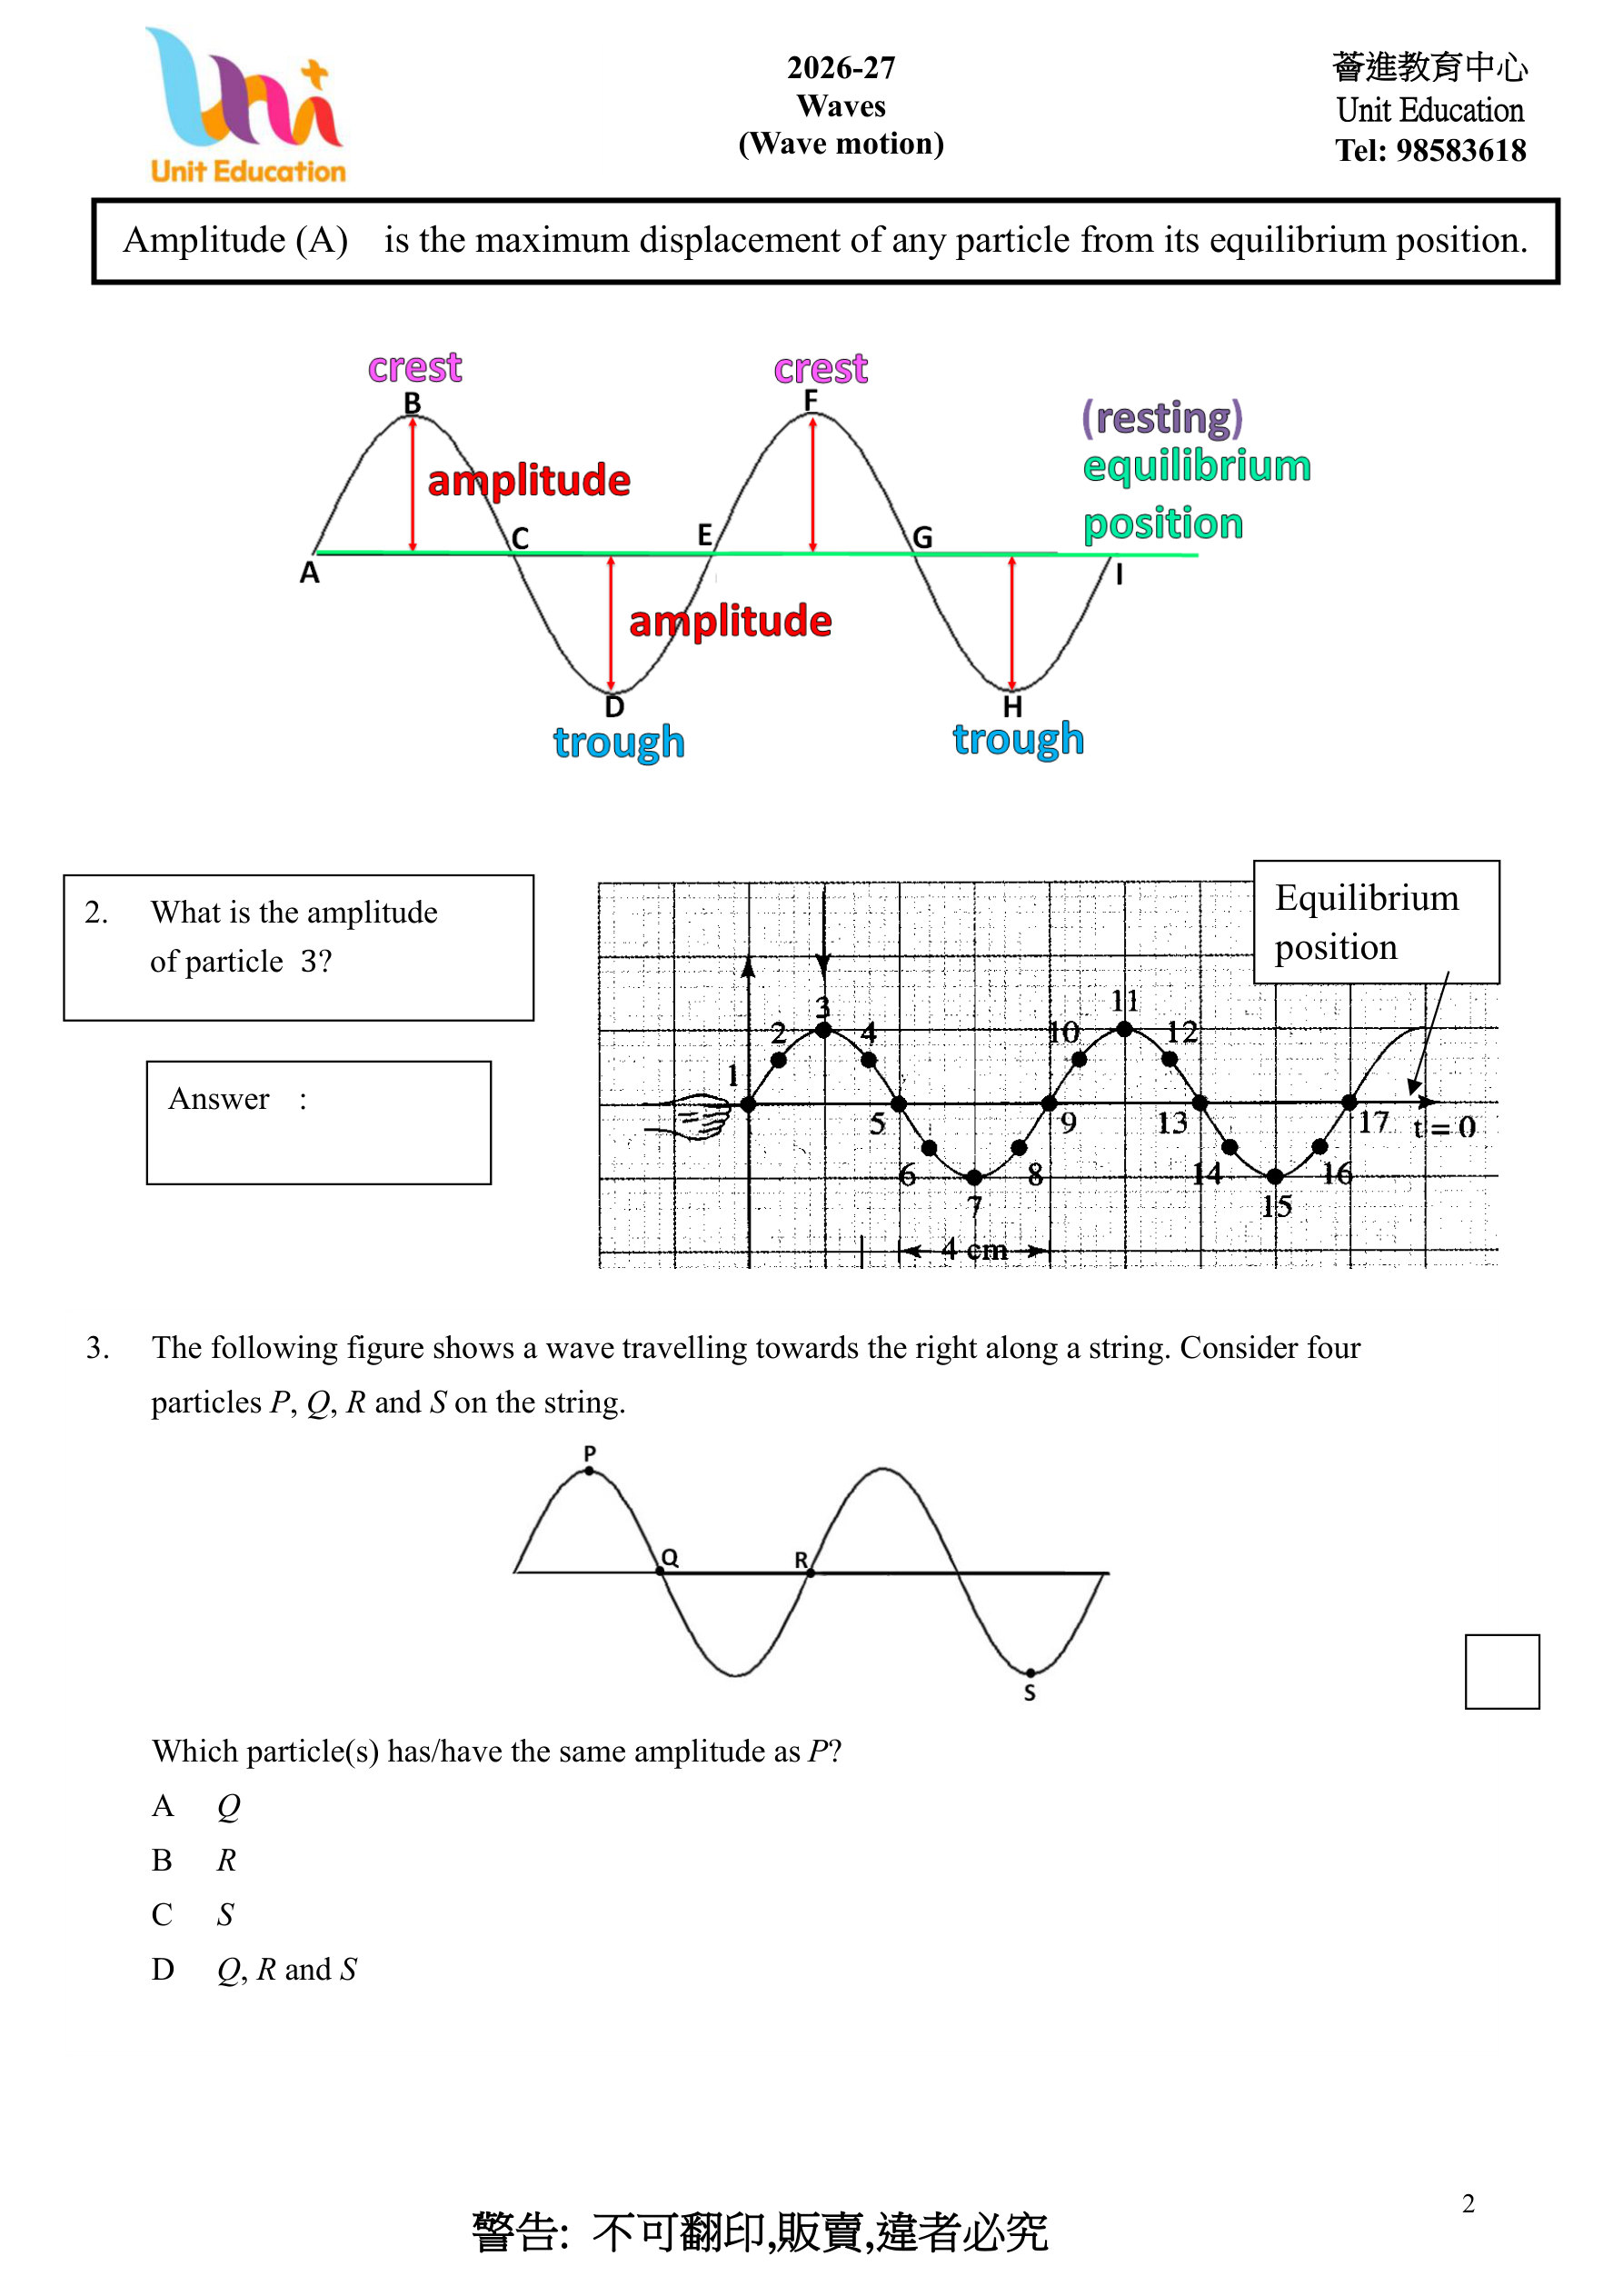 Unit Education
2026-27
Waves
(Wave motion)
薈進教育中心
Unit Education
Tel: 98583618
Amplitude (A) is the maximum displacement of any particle from its equilibrium position.
crest
crest
B
F
(resting)
equilibrium
position
amplitude
C
E
G
A
I
amplitude
D
H
trough
trough
2. What is the amplitude
of particle 3?
Answer :
Equilibrium
position
1
2
3
4
5
6
7
8
9
10
11
12
13
14
15
16
17
t = 0
4 cm
3. The following figure shows a wave travelling towards the right along a string. Consider four
particles P, Q, R and S on the string.
P
Q
R
S
Which particle(s) has/have the same amplitude as P?
A Q
B R
C S
D Q, R and S
2
警告: 不可翻印,販賣,違者必究